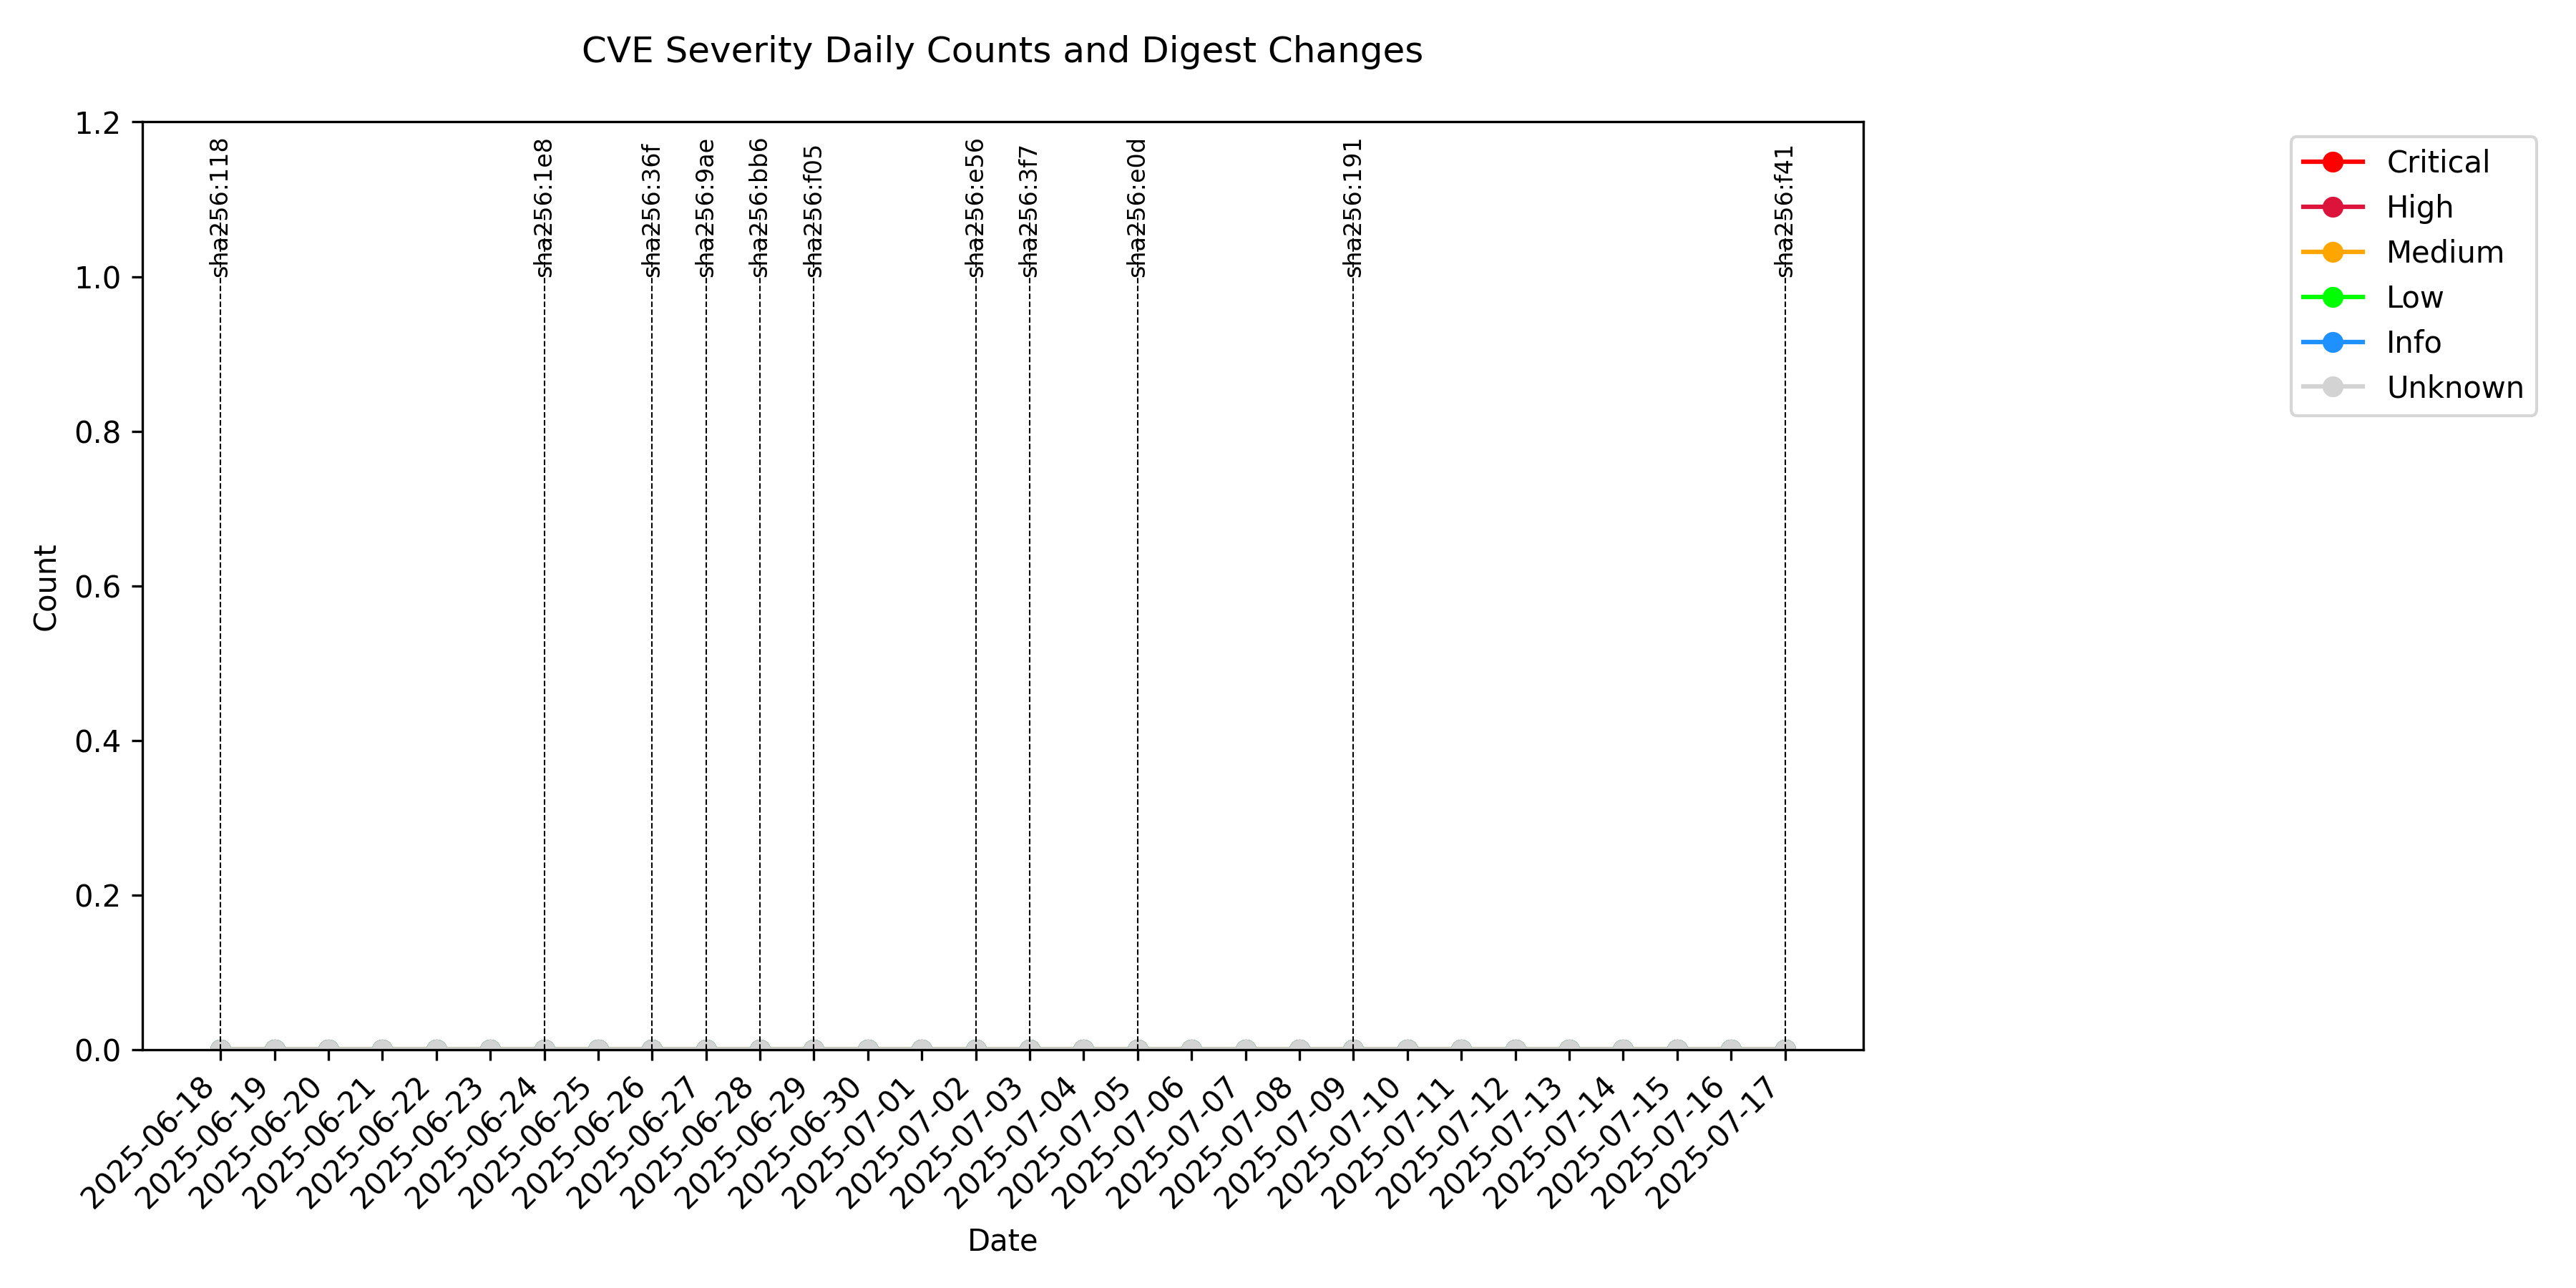 CVE Severity Daily Counts and Digest Changes
1.2
1.0
0.8
0.6
0.4
0.2
0.0
Count
sha256:118
sha256:1e8
sha256:36f
sha256:9ae
sha256:bb6
sha256:f05
sha256:e56
sha256:3f7
sha256:e0d
sha256:191
sha256:f41
Critical
High
Medium
Low
Info
Unknown
2025-06-18
2025-06-19
2025-06-20
2025-06-21
2025-06-22
2025-06-23
2025-06-24
2025-06-25
2025-06-26
2025-06-27
2025-06-28
2025-06-29
2025-06-30
2025-07-01
2025-07-02
2025-07-03
2025-07-04
2025-07-05
2025-07-06
2025-07-07
2025-07-08
2025-07-09
2025-07-10
2025-07-11
2025-07-12
2025-07-13
2025-07-14
2025-07-15
2025-07-16
2025-07-17
Date